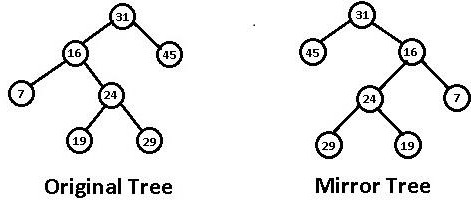 31 31
16 45 45 16
7 24 24 7
19 29 29 19
Original Tree Mirror Tree